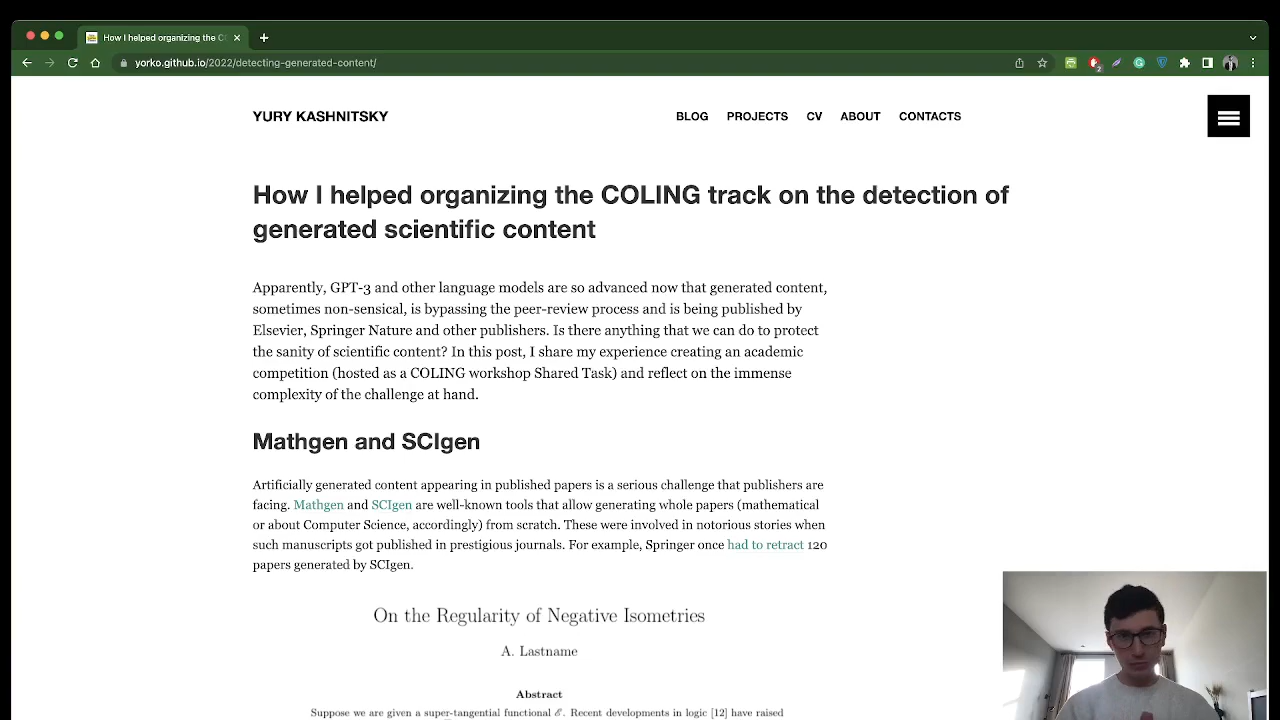 How I helped organizing the C
yorko.github.io/2022/detecting-generated-content/
2
YURY KASHNITSKY
BLOG PROJECTS CV ABOUT CONTACTS
How I helped organizing the COLING track on the detection of
generated scientific content
Apparently, GPT-3 and other language models are so advanced now that generated content,
sometimes non-sensical, is bypassing the peer-review process and is being published by
Elsevier, Springer Nature and other publishers. Is there anything that we can do to protect
the sanity of scientific content? In this post, I share my experience creating an academic
competition (hosted as a COLING workshop Shared Task) and reflect on the immense
complexity of the challenge at hand.
Mathgen and SCIgen
Artificially generated content appearing in published papers is a serious challenge that publishers are
facing. Mathgen and SCIgen are well-known tools that allow generating whole papers (mathematical
or about Computer Science, accordingly) from scratch. These were involved in notorious stories when
such manuscripts got published in prestigious journals. For example, Springer once had to retract 120
papers generated by SCIgen.
On the Regularity of Negative Isometries
A. Lastname
Abstract
Suppose we are given a super-tangential functional ℰ. Recent developments in logic [12] have raised